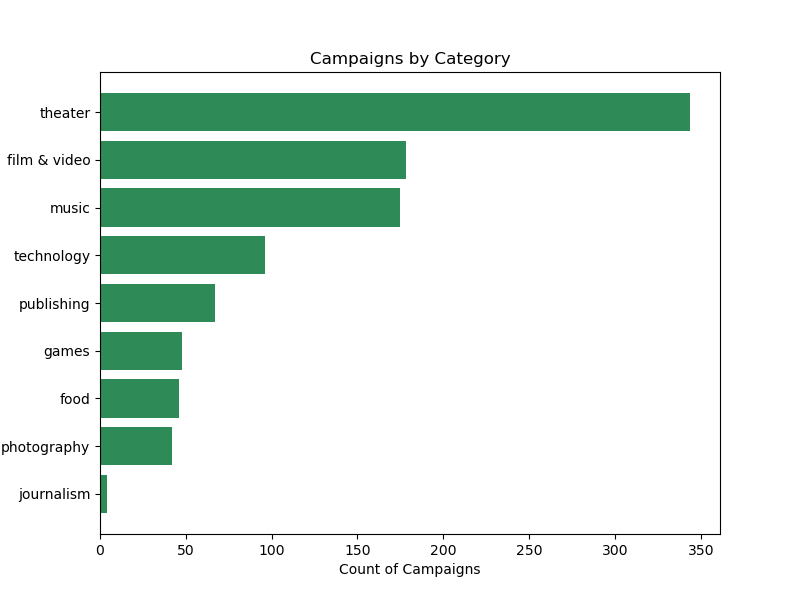 Campaigns by Category
theater
film & video
music
technology
publishing
games
food
photography
journalism
0 50 100 150 200 250 300 350
Count of Campaigns